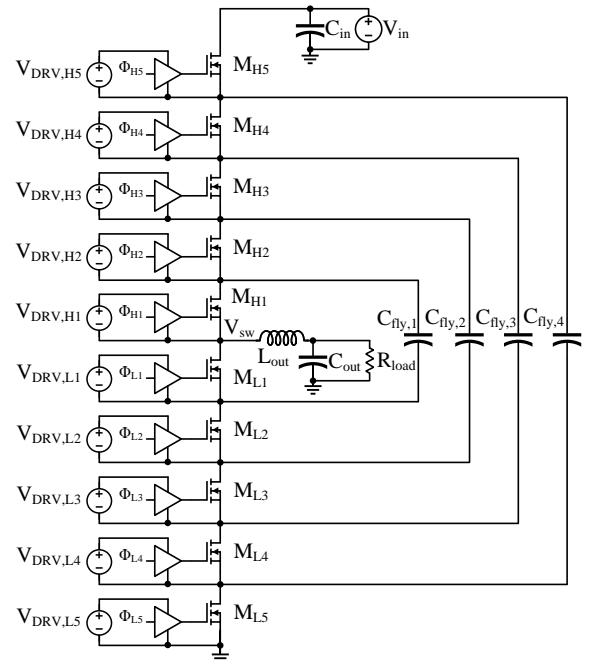 C_in
V_in
V_DRV,H5
Φ_H5
M_H5
V_DRV,H4
Φ_H4
M_H4
V_DRV,H3
Φ_H3
M_H3
V_DRV,H2
Φ_H2
M_H2
V_DRV,H1
Φ_H1
M_H1
V_sw
L_out
C_out
R_load
C_fly,1
C_fly,2
C_fly,3
C_fly,4
V_DRV,L1
Φ_L1
M_L1
V_DRV,L2
Φ_L2
M_L2
V_DRV,L3
Φ_L3
M_L3
V_DRV,L4
Φ_L4
M_L4
V_DRV,L5
Φ_L5
M_L5